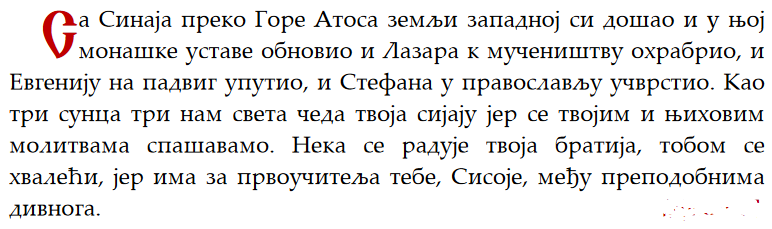 Са Синаја преко Горе Атоса земљи западној си дошао и у њој
монашке уставе обновио и Лазара к мучеништву охрабрио, и
Евгенију на падвиг упутио, и Стефана у православљу учврстио. Као
три сунца три нам света чеда твоја сијају јер се твојим и њиховим
молитвама спашавамо. Нека се радује твоја братија, тобом се
хвалећи, јер има за првоучитеља тебе, Сисоје, међу преподобнима
дивнога.